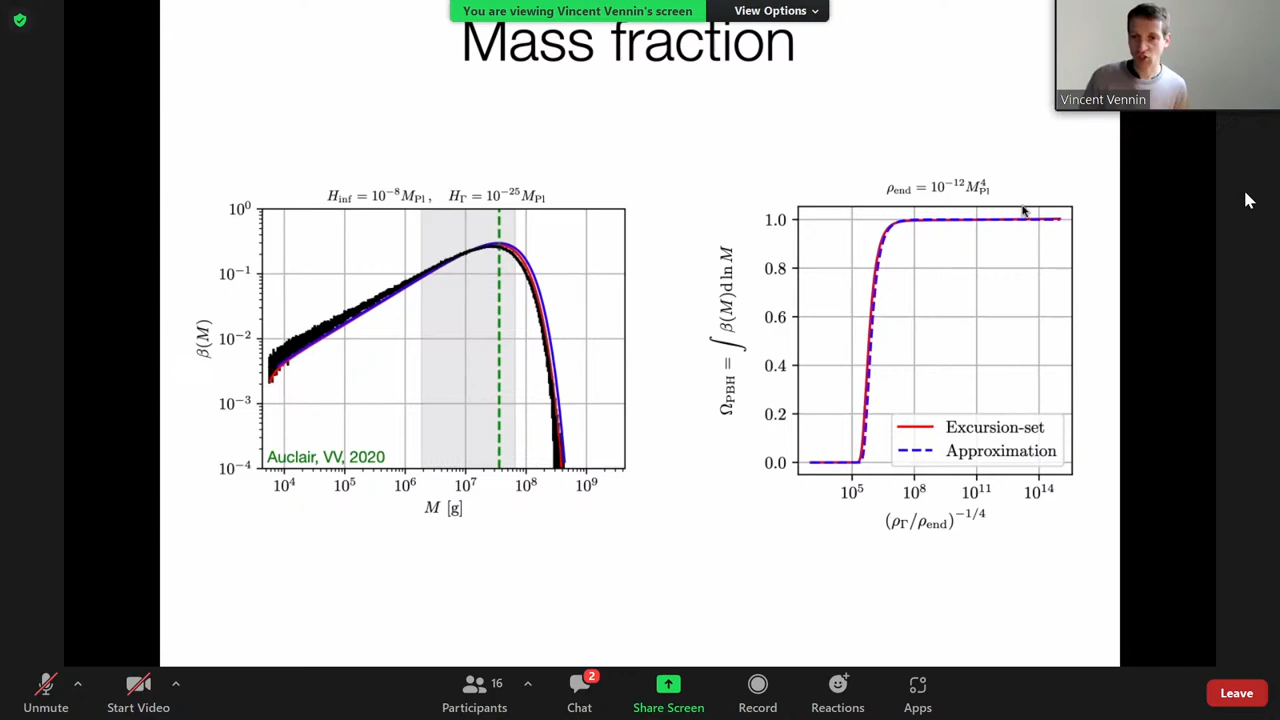 You are viewing Vincent Vennin's screen
View Options
Mass fraction
Vincent Vennin
H_inf = 10^-8 M_Pl ,   H_Γ = 10^-25 M_Pl
10^0
10^-1
10^-2
10^-3
10^-4
β(M)
Auclair, VV, 2020
10^4 10^5 10^6 10^7 10^8 10^9
M [g]
ρ_end = 10^-12 M_Pl^4
1.0
0.8
0.6
0.4
0.2
0.0
Ω_PBH = ∫ β(M) d ln M
Excursion-set
Approximation
10^5 10^8 10^11 10^14
(ρ_Γ/ρ_end)^-1/4
Unmute
Start Video
16
Participants
2
Chat
Share Screen
Record
Reactions
Apps
Leave